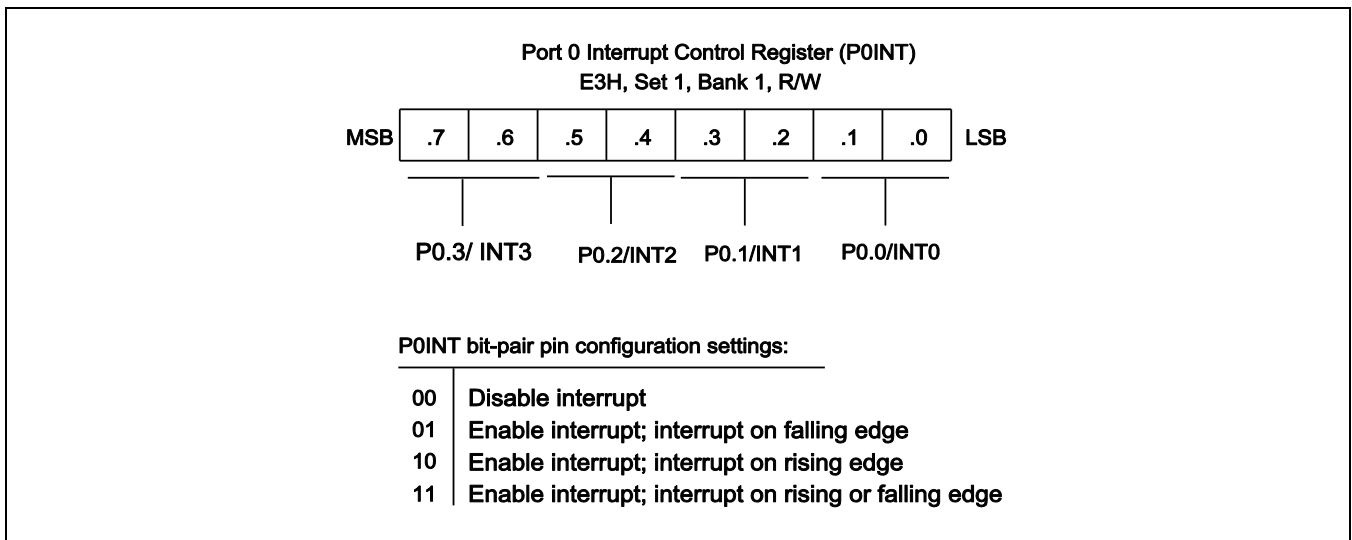 Port 0 Interrupt Control Register (P0INT)
E3H, Set 1, Bank 1, R/W
MSB .7 .6 .5 .4 .3 .2 .1 .0 LSB
P0.3/ INT3 P0.2/INT2 P0.1/INT1 P0.0/INT0
P0INT bit-pair pin configuration settings:
00 Disable interrupt
01 Enable interrupt; interrupt on falling edge
10 Enable interrupt; interrupt on rising edge
11 Enable interrupt; interrupt on rising or falling edge